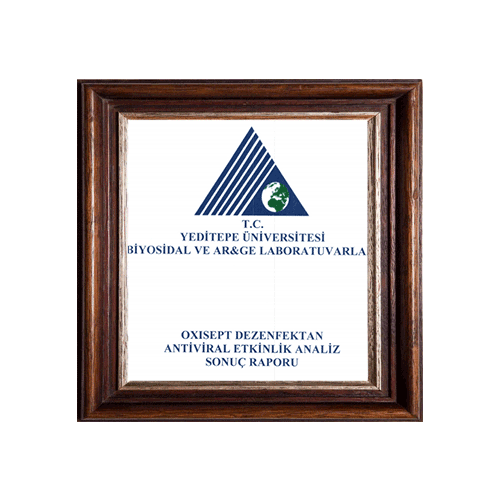 T.C.
YEDİTEPE ÜNİVERSİTESİ
BİYOSİDAL VE AR&GE LABORATUVARLA
OXISEPT DEZENFEKTAN
ANTİVİRAL ETKİNLİK ANALİZ
SONUÇ RAPORU